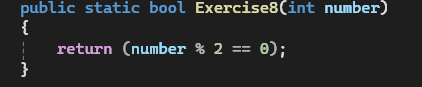 public static bool Exercise8(int number)
{
    return (number % 2 == 0);
}